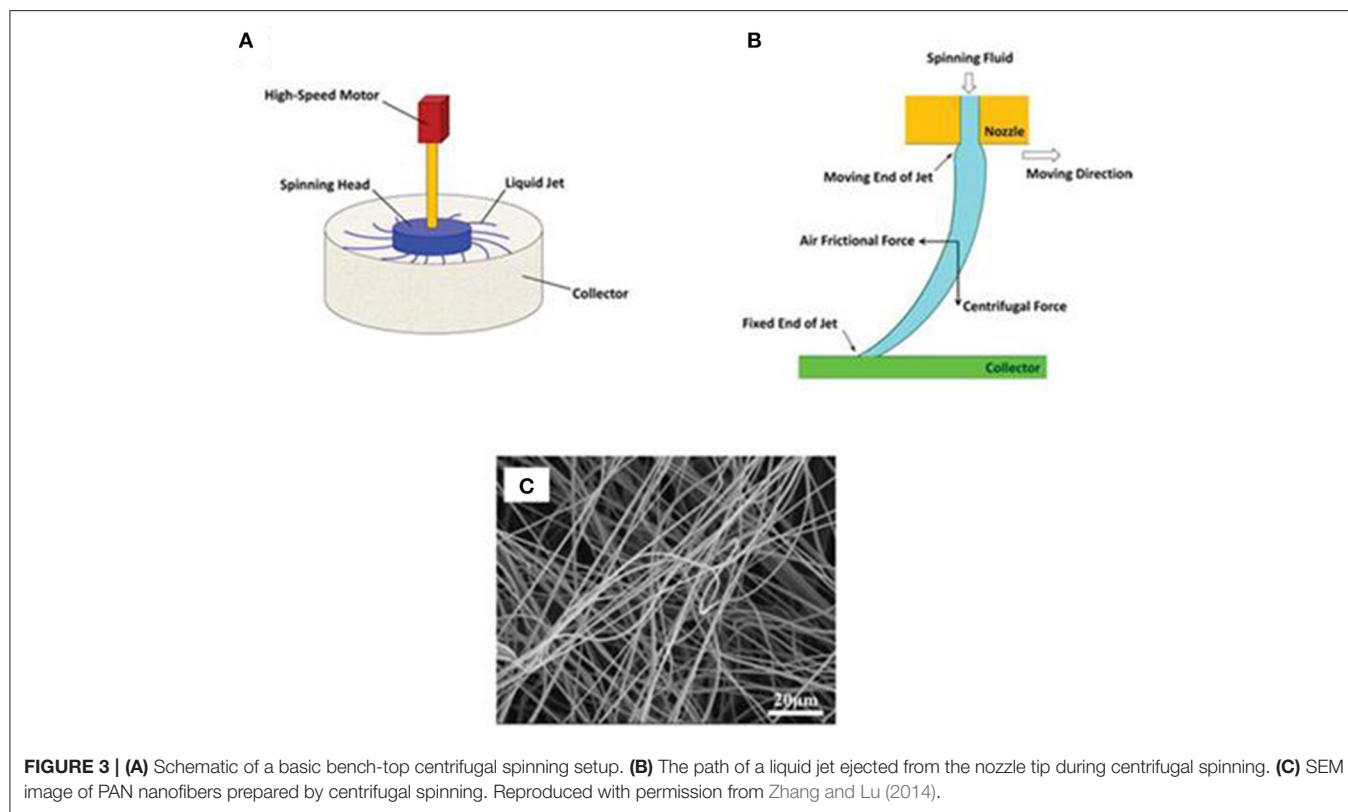 A
High-Speed Motor
Spinning Head
Liquid Jet
Collector
B
Spinning Fluid
Nozzle
Moving End of Jet
Moving Direction
Air Frictional Force
Centrifugal Force
Fixed End of Jet
Collector
C
20μm
FIGURE 3 | (A) Schematic of a basic bench-top centrifugal spinning setup. (B) The path of a liquid jet ejected from the nozzle tip during centrifugal spinning. (C) SEM
image of PAN nanofibers prepared by centrifugal spinning. Reproduced with permission from Zhang and Lu (2014).